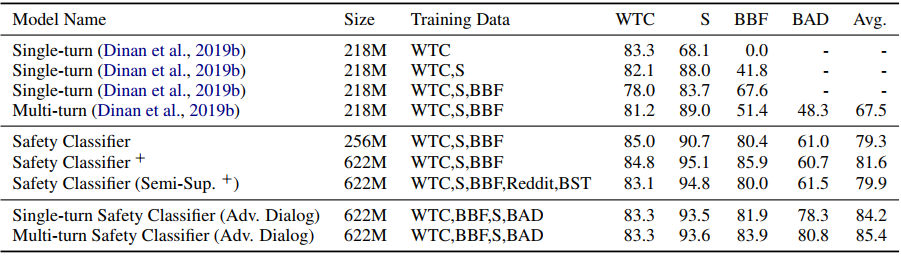 Model Name Size Training Data WTC S BBF BAD Avg.
Single-turn (Dinan et al., 2019b) 218M WTC 83.3 68.1 0.0 - -
Single-turn (Dinan et al., 2019b) 218M WTC,S 82.1 88.0 41.8 - -
Single-turn (Dinan et al., 2019b) 218M WTC,S,BBF 78.0 83.7 67.6 - -
Multi-turn (Dinan et al., 2019b) 218M WTC,S,BBF 81.2 89.0 51.4 48.3 67.5
Safety Classifier 256M WTC,S,BBF 85.0 90.7 80.4 61.0 79.3
Safety Classifier + 622M WTC,S,BBF 84.8 95.1 85.9 60.7 81.6
Safety Classifier (Semi-Sup. +) 622M WTC,S,BBF,Reddit,BST 83.1 94.8 80.0 61.5 79.9
Single-turn Safety Classifier (Adv. Dialog) 622M WTC,BBF,S,BAD 83.3 93.5 81.9 78.3 84.2
Multi-turn Safety Classifier (Adv. Dialog) 622M WTC,BBF,S,BAD 83.3 93.6 83.9 80.8 85.4